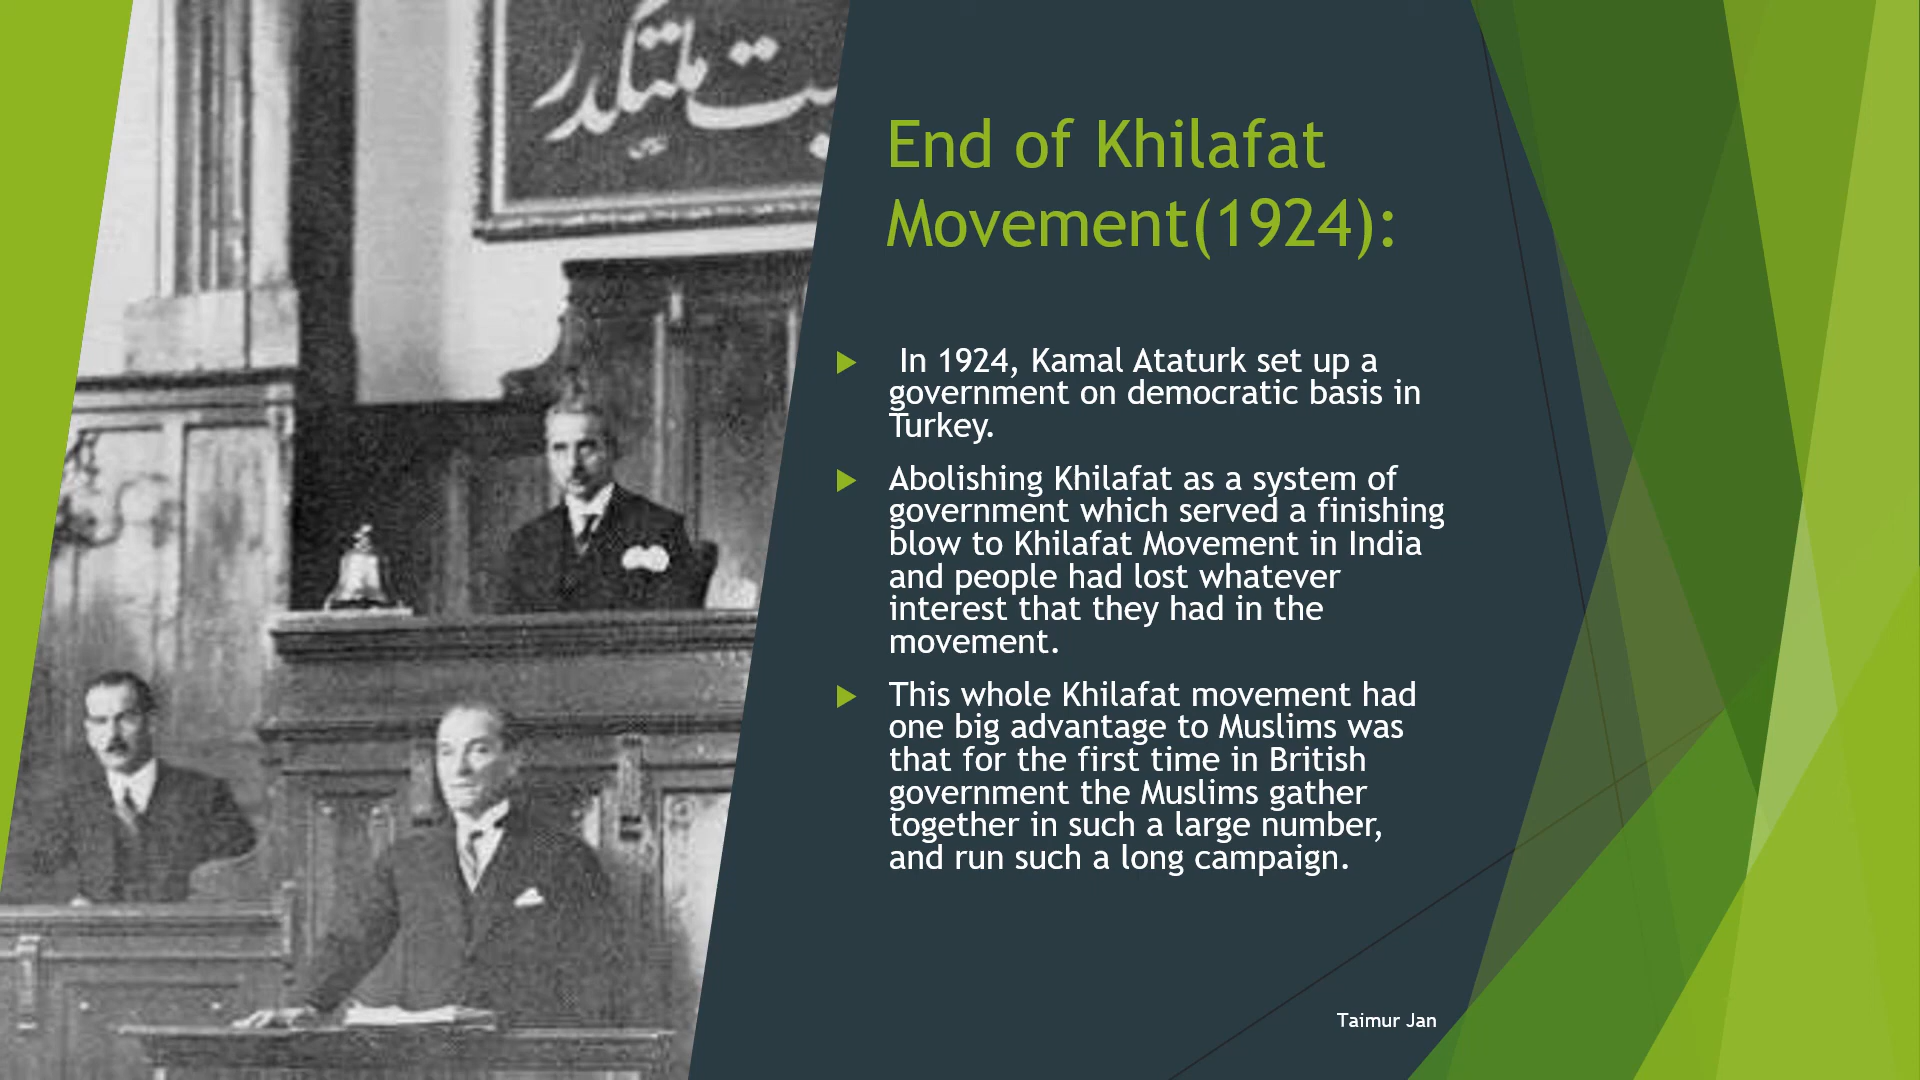 بت ملتیكدر
End of Khilafat
Movement(1924):
In 1924, Kamal Ataturk set up a
government on democratic basis in
Turkey.
Abolishing Khilafat as a system of
government which served a finishing
blow to Khilafat Movement in India
and people had lost whatever
interest that they had in the
movement.
This whole Khilafat movement had
one big advantage to Muslims was
that for the first time in British
government the Muslims gather
together in such a large number,
and run such a long campaign.
Taimur Jan